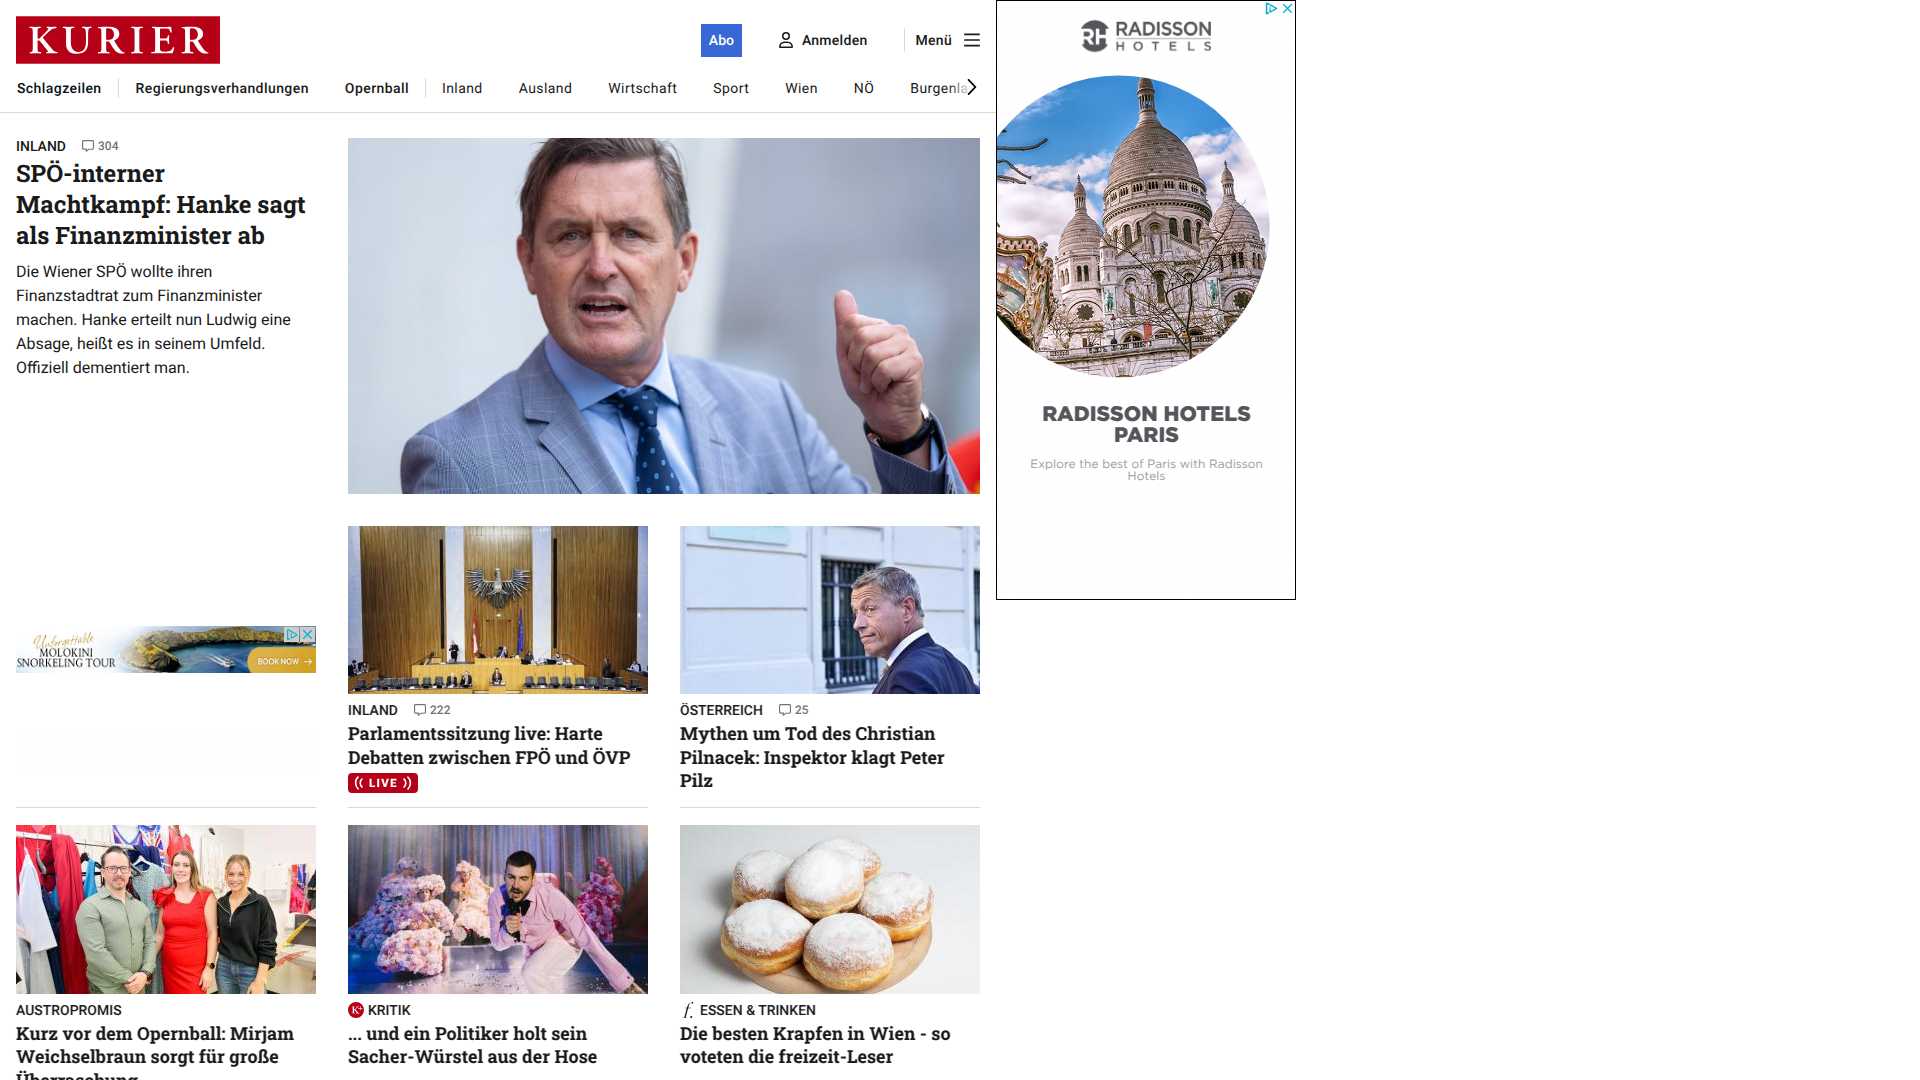 KURIER
Abo
Anmelden
Menü
Schlagzeilen
Regierungsverhandlungen
Opernball
Inland
Ausland
Wirtschaft
Sport
Wien
NÖ
INLAND 304
SPÖ-interner
Machtkampf: Hanke sagt
als Finanzminister ab
Die Wiener SPÖ wollte ihren
Finanzstadtrat zum Finanzminister
machen. Hanke erteilt nun Ludwig eine
Absage, heißt es in seinem Umfeld.
Offiziell dementiert man.
RH RADISSON
HOTELS
RADISSON HOTELS
PARIS
Explore the best of Paris with Radisson
Hotels
Unforgettable
MOLOKINI
SNORKELING TOUR
BOOK NOW →
INLAND 222
Parlamentssitzung live: Harte
Debatten zwischen FPÖ und ÖVP
LIVE
ÖSTERREICH 25
Mythen um Tod des Christian
Pilnacek: Inspektor klagt Peter
Pilz
AUSTROPROMIS
Kurz vor dem Opernball: Mirjam
Weichselbraun sorgt für große
Überraschung
K+ KRITIK
... und ein Politiker holt sein
Sacher-Würstel aus der Hose
f. ESSEN & TRINKEN
Die besten Krapfen in Wien - so
voteten die freizeit-Leser